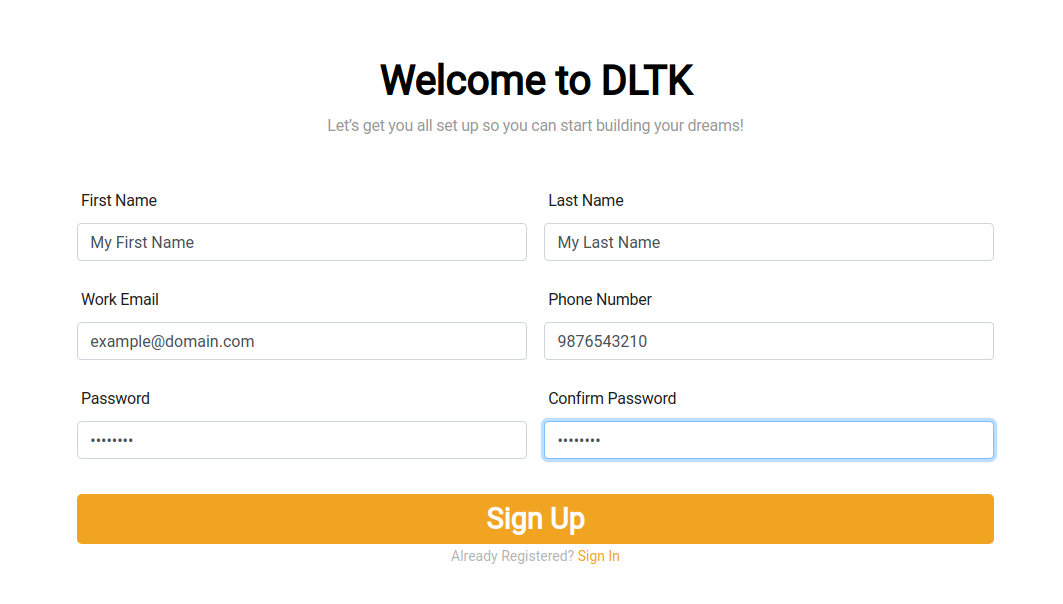 Welcome to DLTK
Let's get you all set up so you can start building your dreams!
First Name
Last Name
My First Name
My Last Name
Work Email
Phone Number
example@domain.com
9876543210
Password
Confirm Password
••••••••
••••••••
Sign Up
Already Registered? Sign In